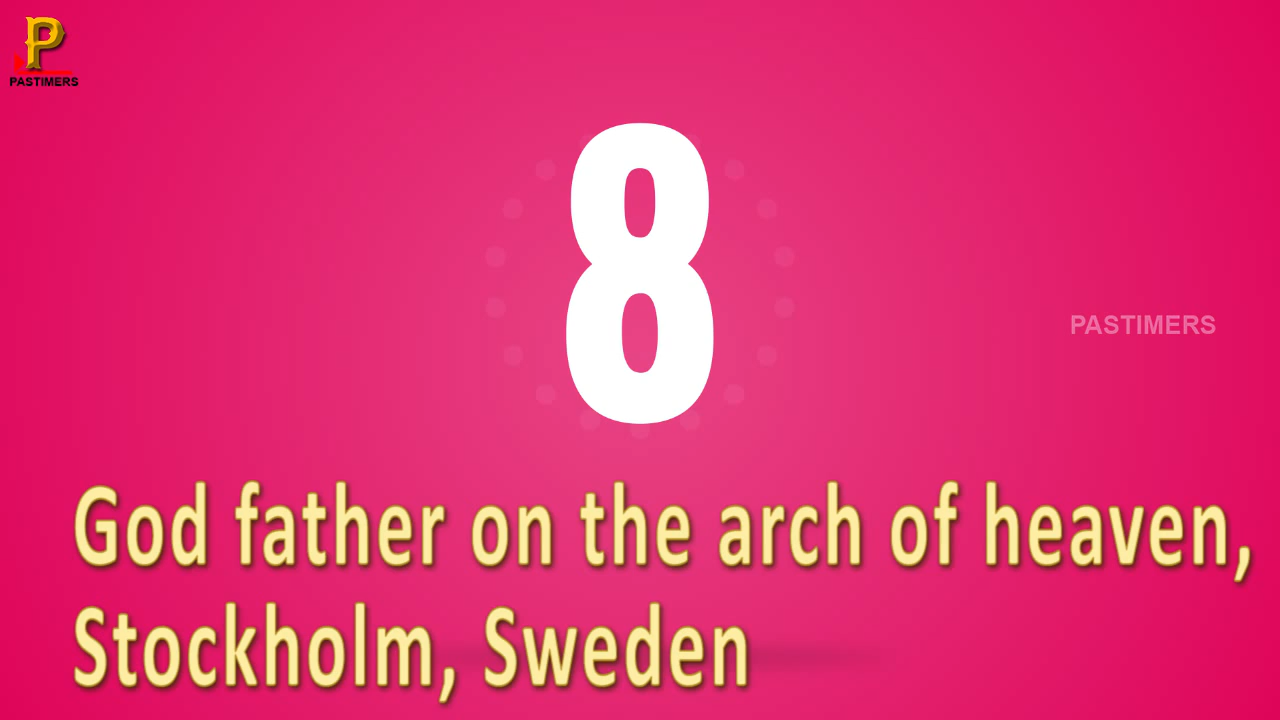 P
PASTIMERS
8
PASTIMERS
God father on the arch of heaven,
Stockholm, Sweden